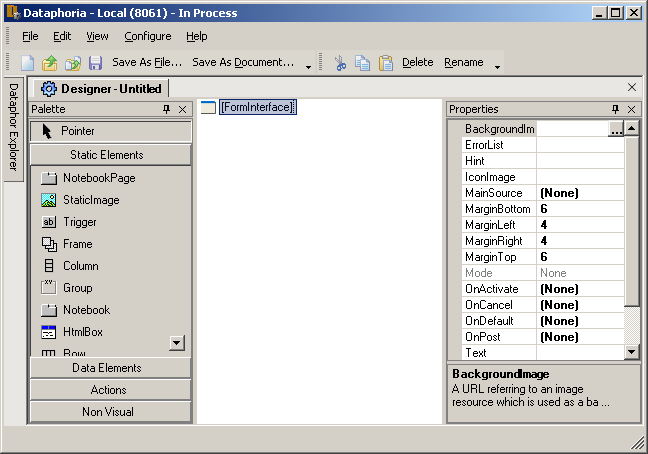 Dataphoria - Local (8061) - In Process
File Edit View Configure Help
Save As File... Save As Document... Delete Rename
Dataphor Explorer
Designer - Untitled
Palette
Pointer
Static Elements
NotebookPage
StaticImage
Trigger
Frame
Column
Group
Notebook
HtmlBox
Row
Data Elements
Actions
Non Visual
[FormInterface]
Properties
BackgroundIm ...
ErrorList
Hint
IconImage
MainSource (None)
MarginBottom 6
MarginLeft 4
MarginRight 4
MarginTop 6
Mode None
OnActivate (None)
OnCancel (None)
OnDefault (None)
OnPost (None)
Text
BackgroundImage
A URL referring to an image
resource which is used as a ba ...